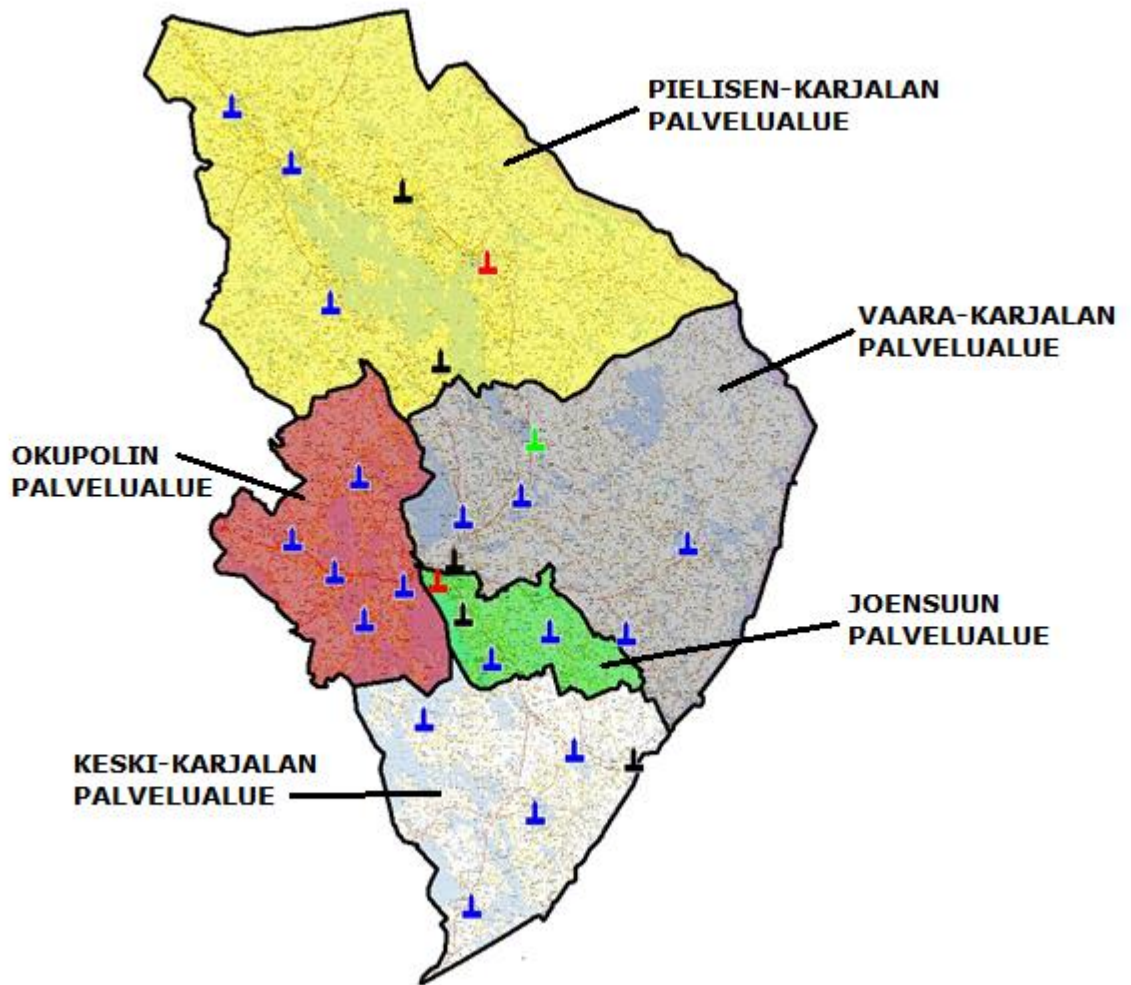 PIELISEN-KARJALAN
PALVELUALUE
VAARA-KARJALAN
PALVELUALUE
OKUPOLIN
PALVELUALUE
JOENSUUN
PALVELUALUE
KESKI-KARJALAN
PALVELUALUE